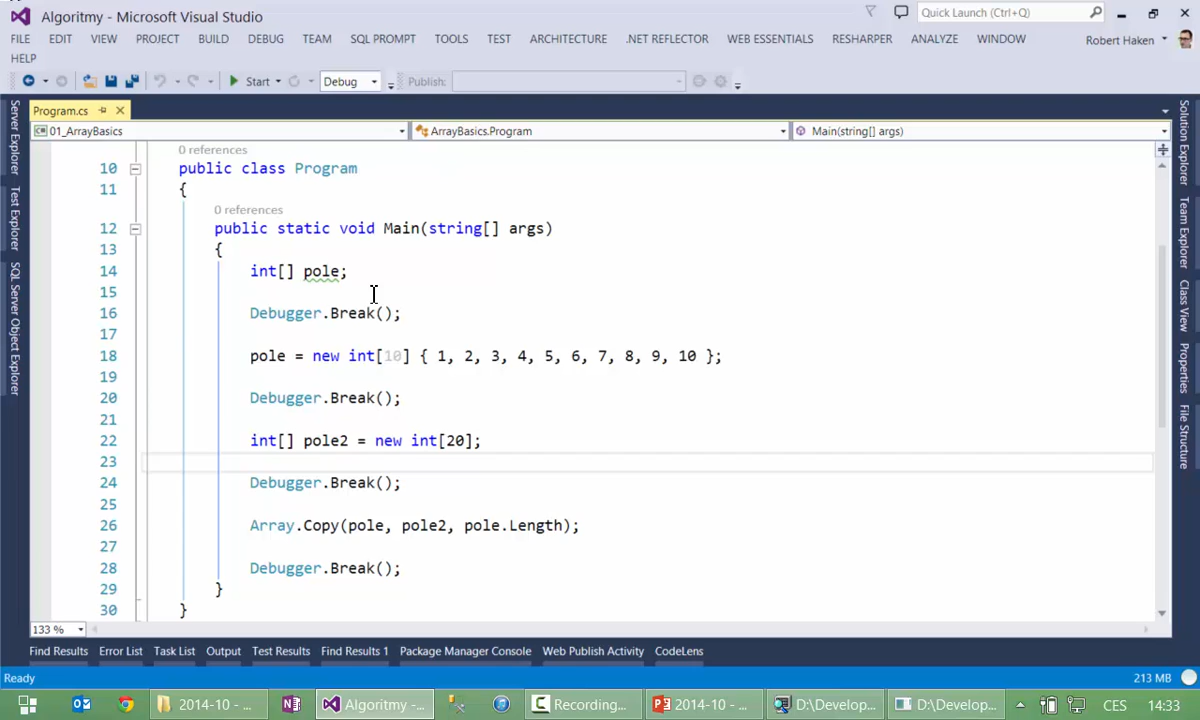 Algoritmy - Microsoft Visual Studio
Quick Launch (Ctrl+Q)
FILE EDIT VIEW PROJECT BUILD DEBUG TEAM SQL PROMPT TOOLS TEST ARCHITECTURE .NET REFLECTOR WEB ESSENTIALS RESHARPER ANALYZE WINDOW
Robert Haken
HELP
Start Debug Publish:
Program.cs
01_ArrayBasics ArrayBasics.Program Main(string[] args)
Server Explorer
Test Explorer
SQL Server Object Explorer
0 references
10 public class Program
11 {
0 references
12 public static void Main(string[] args)
13 {
14 int[] pole;
15
16 Debugger.Break();
17
18 pole = new int[10] { 1, 2, 3, 4, 5, 6, 7, 8, 9, 10 };
19
20 Debugger.Break();
21
22 int[] pole2 = new int[20];
23
24 Debugger.Break();
25
26 Array.Copy(pole, pole2, pole.Length);
27
28 Debugger.Break();
29 }
30 }
Solution Explorer
Team Explorer
Class View
Properties
File Structure
133 %
Find Results Error List Task List Output Test Results Find Results 1 Package Manager Console Web Publish Activity CodeLens
Ready 213 MB
2014-10 - ... Algoritmy -... Recording... 2014-10 - ... D:\Develop... D:\Develop... CES 14:33